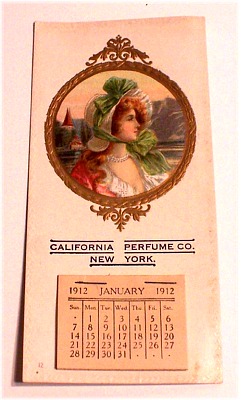 CALIFORNIA PERFUME CO.
NEW YORK.
1912 JANUARY 1912
Sun. Mon. Tue. Wed. Thu. Fri. Sat.
1 2 3 4 5 6
7 8 9 10 11 12 13
14 15 16 17 18 19 20
21 22 23 24 25 26 27
28 29 30 31